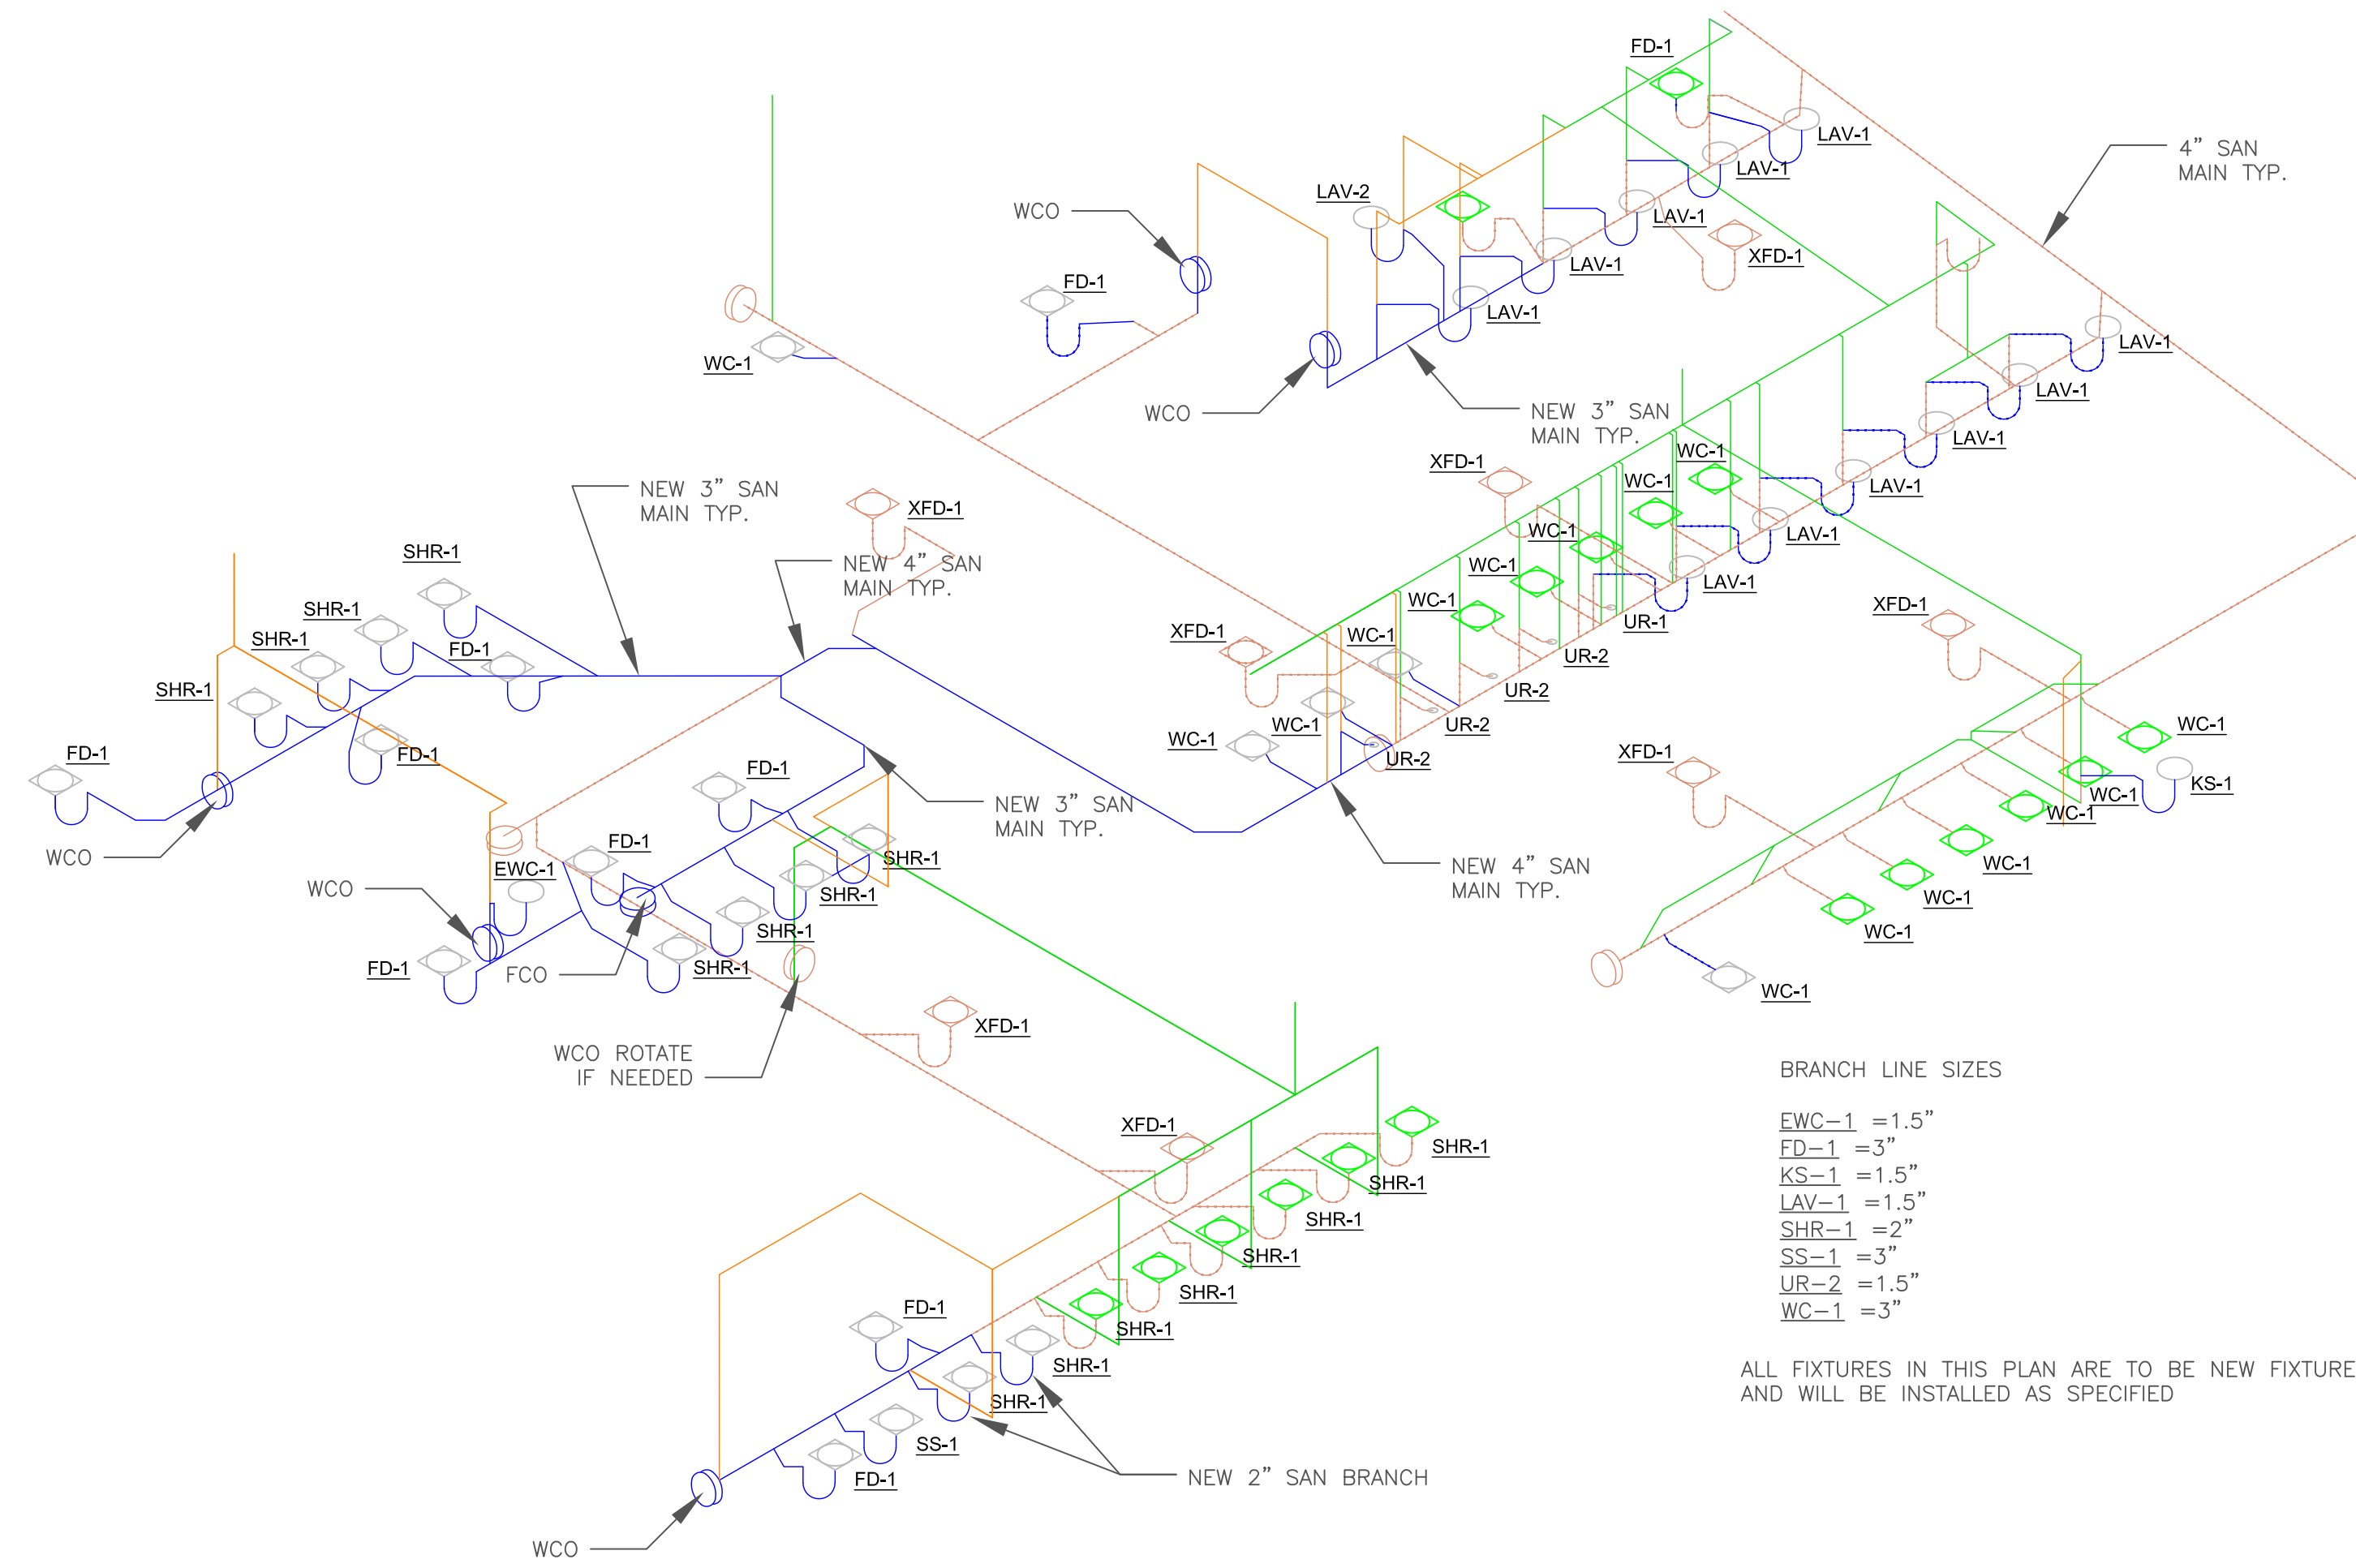 FD-1
LAV-1
4” SAN
MAIN TYP.
LAV-1
LAV-2
WCO
LAV-1
XFD-1
LAV-1
FD-1
LAV-1
LAV-1
WC-1
LAV-1
WCO
NEW 3” SAN
MAIN TYP.
LAV-1
WC-1
XFD-1
WC-1
LAV-1
NEW 3” SAN
MAIN TYP.
XFD-1
LAV-1
WC-1
SHR-1
NEW 4” SAN
MAIN TYP.
WC-1
LAV-1
SHR-1
WC-1
XFD-1
UR-1
SHR-1
FD-1
XFD-1
WC-1
UR-2
SHR-1
UR-2
WC-1
UR-2
WC-1
XFD-1
FD-1
FD-1
WC-1
UR-2
FD-1
KS-1
WC-1
WC-1
NEW 3” SAN
MAIN TYP.
WCO
FD-1
SHR-1
WC-1
NEW 4” SAN
MAIN TYP.
EWC-1
WCO
SHR-1
WC-1
SHR-1
WC-1
FD-1
FCO
SHR-1
WC-1
XFD-1
WCO ROTATE
IF NEEDED
BRANCH LINE SIZES
EWC-1 =1.5”
FD-1 =3”
KS-1 =1.5”
LAV-1 =1.5”
SHR-1 =2”
SS-1 =3”
UR-2 =1.5”
WC-1 =3”
XFD-1
SHR-1
SHR-1
SHR-1
SHR-1
SHR-1
FD-1
SHR-1
SHR-1
SHR-1
ALL FIXTURES IN THIS PLAN ARE TO BE NEW FIXTURE
AND WILL BE INSTALLED AS SPECIFIED
SS-1
FD-1
NEW 2” SAN BRANCH
WCO